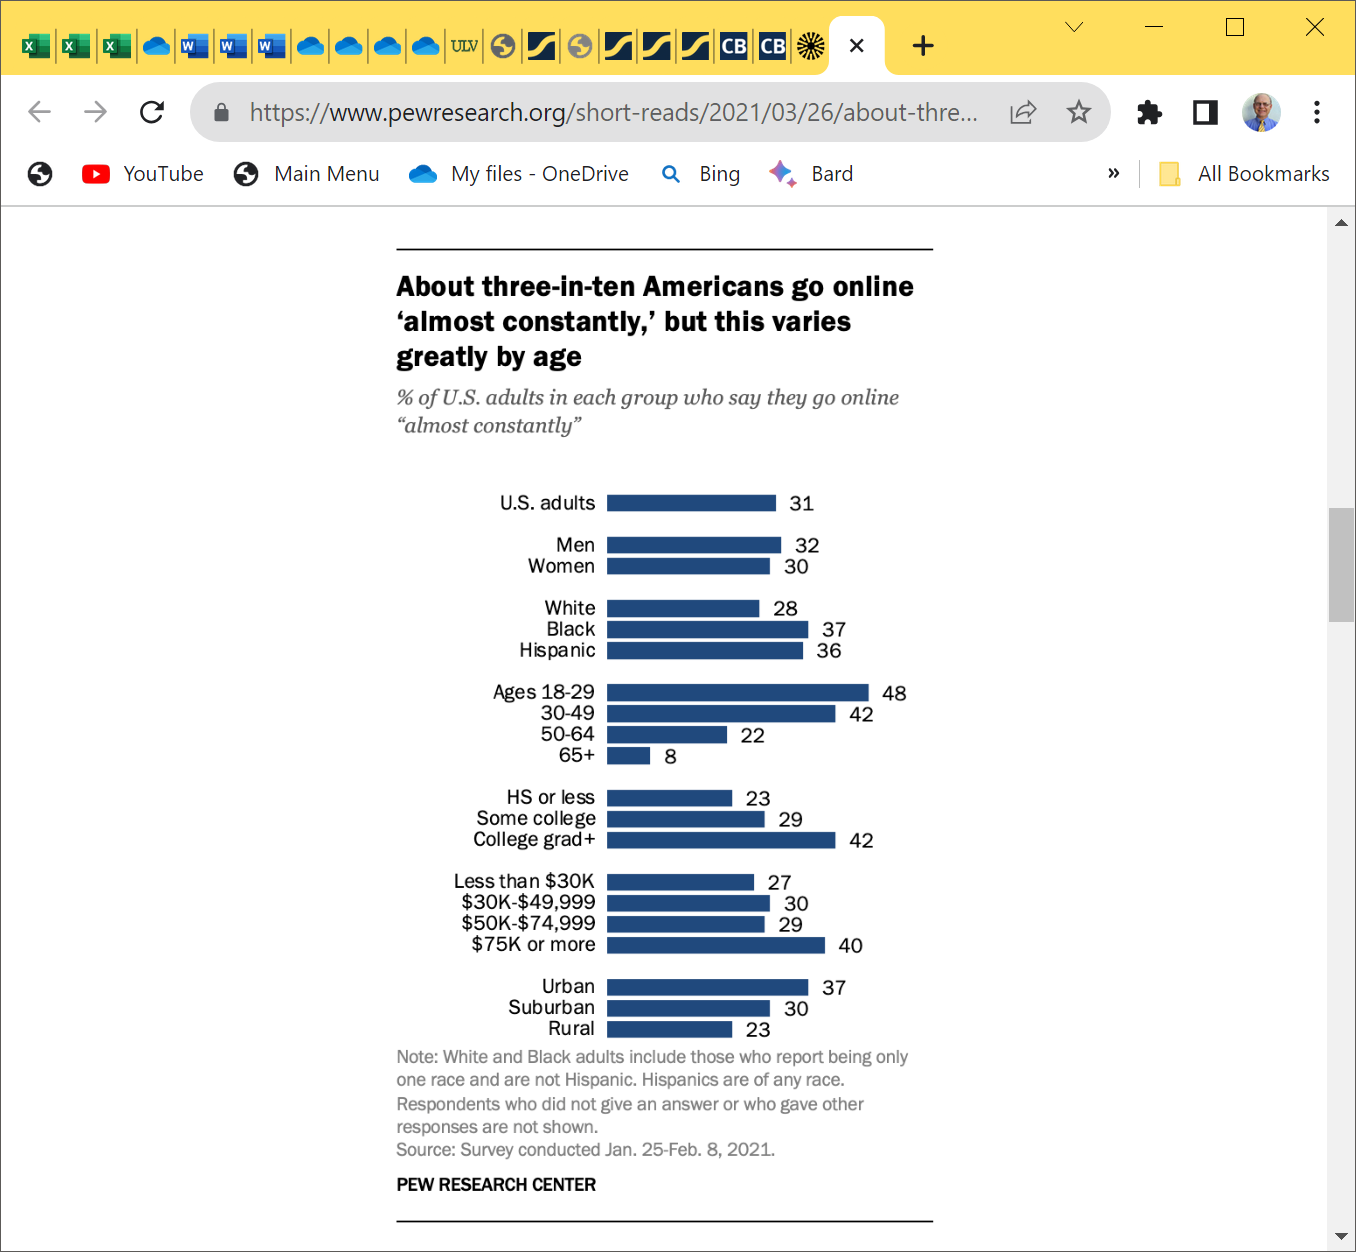 ULV
CB
CB
https://www.pewresearch.org/short-reads/2021/03/26/about-thre...
YouTube
Main Menu
My files - OneDrive
Bing
Bard
»
All Bookmarks
About three-in-ten Americans go online
‘almost constantly,’ but this varies
greatly by age
% of U.S. adults in each group who say they go online
“almost constantly”
U.S. adults 31
Men 32
Women 30
White 28
Black 37
Hispanic 36
Ages 18-29 48
30-49 42
50-64 22
65+ 8
HS or less 23
Some college 29
College grad+ 42
Less than $30K 27
$30K-$49,999 30
$50K-$74,999 29
$75K or more 40
Urban 37
Suburban 30
Rural 23
Note: White and Black adults include those who report being only
one race and are not Hispanic. Hispanics are of any race.
Respondents who did not give an answer or who gave other
responses are not shown.
Source: Survey conducted Jan. 25-Feb. 8, 2021.
PEW RESEARCH CENTER